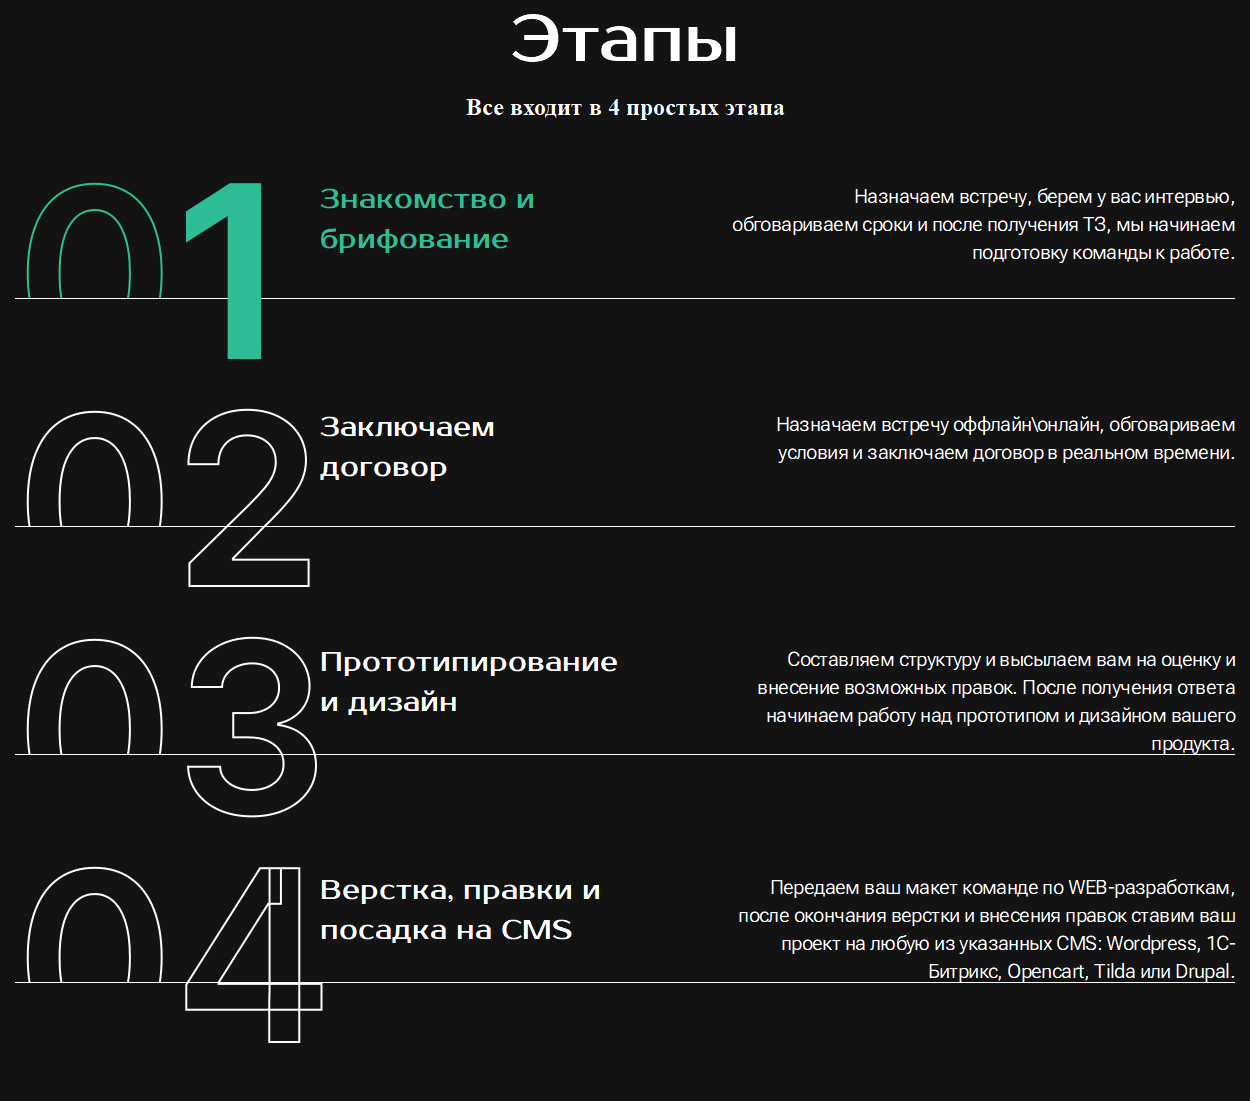 Этапы
Все входит в 4 простых этапа
01
Знакомство и
брифование
Назначаем встречу, берем у вас интервью,
обговариваем сроки и после получения ТЗ, мы начинаем
подготовку команды к работе.
02
Заключаем
договор
Назначаем встречу оффлайн\онлайн, обговариваем
условия и заключаем договор в реальном времени.
03
Прототипирование
и дизайн
Составляем структуру и высылаем вам на оценку и
внесение возможных правок. После получения ответа
начинаем работу над прототипом и дизайном вашего
продукта.
04
Верстка, правки и
посадка на CMS
Передаем ваш макет команде по WEB-разработкам,
после окончания верстки и внесения правок ставим ваш
проект на любую из указанных CMS: Wordpress, 1С-
Битрикс, Opencart, Tilda или Drupal.